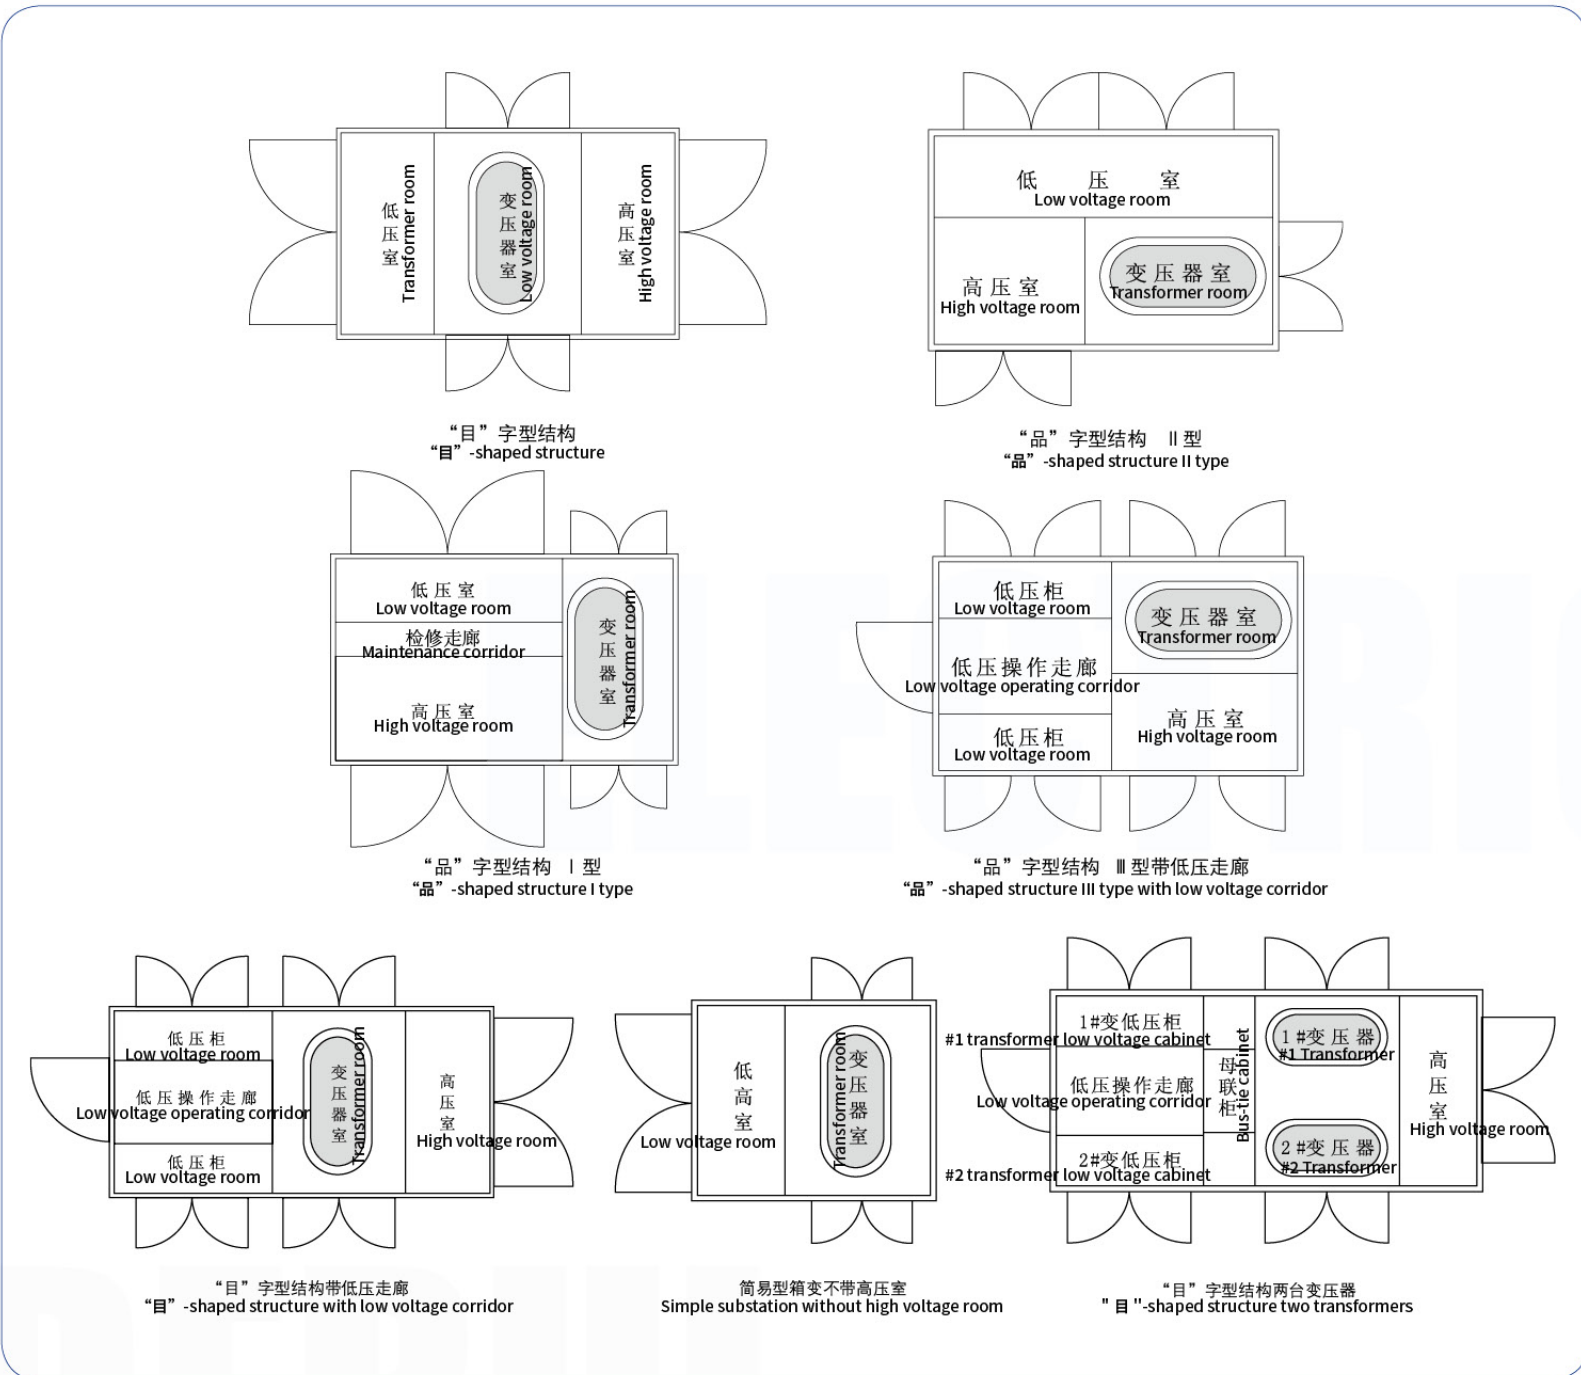 低压室
Transformer room
变压器室
Low voltage room
高压室
High voltage room
“目”字型结构
“目”-shaped structure
低压室
Low voltage room
高压室
High voltage room
变压器室
Transformer room
“品”字型结构 Ⅱ型
“品”-shaped structure II type
低压室
Low voltage room
检修走廊
Maintenance corridor
高压室
High voltage room
变压器室
Transformer room
“品”字型结构 Ⅰ型
“品”-shaped structure I type
低压柜
Low voltage room
低压操作走廊
Low voltage operating corridor
低压柜
Low voltage room
变压器室
Transformer room
高压室
High voltage room
“品”字型结构 Ⅲ型带低压走廊
“品”-shaped structure III type with low voltage corridor
低压柜
Low voltage room
低压操作走廊
Low voltage operating corridor
低压柜
Low voltage room
变压器室
Transformer room
高压室
High voltage room
“目”字型结构带低压走廊
“目”-shaped structure with low voltage corridor
低高室
Low voltage room
变压器室
Transformer room
简易型箱变不带高压室
Simple substation without high voltage room
1#变低压柜
#1 transformer low voltage cabinet
低压操作走廊
Low voltage operating corridor
2#变低压柜
#2 transformer low voltage cabinet
母联柜
Bus-tie cabinet
1#变压器
#1 Transformer
2#变压器
#2 Transformer
高压室
High voltage room
“目”字型结构两台变压器
"目"-shaped structure two transformers